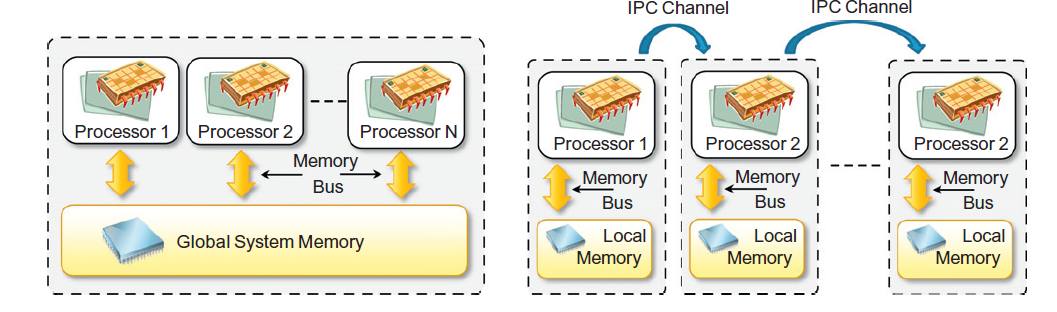 IPC Channel
IPC Channel
Processor 1
Processor 2
Processor N
Memory
Bus
Global System Memory
Processor 1
Processor 2
Processor 2
Memory
Bus
Memory
Bus
Memory
Bus
Local
Memory
Local
Memory
Local
Memory